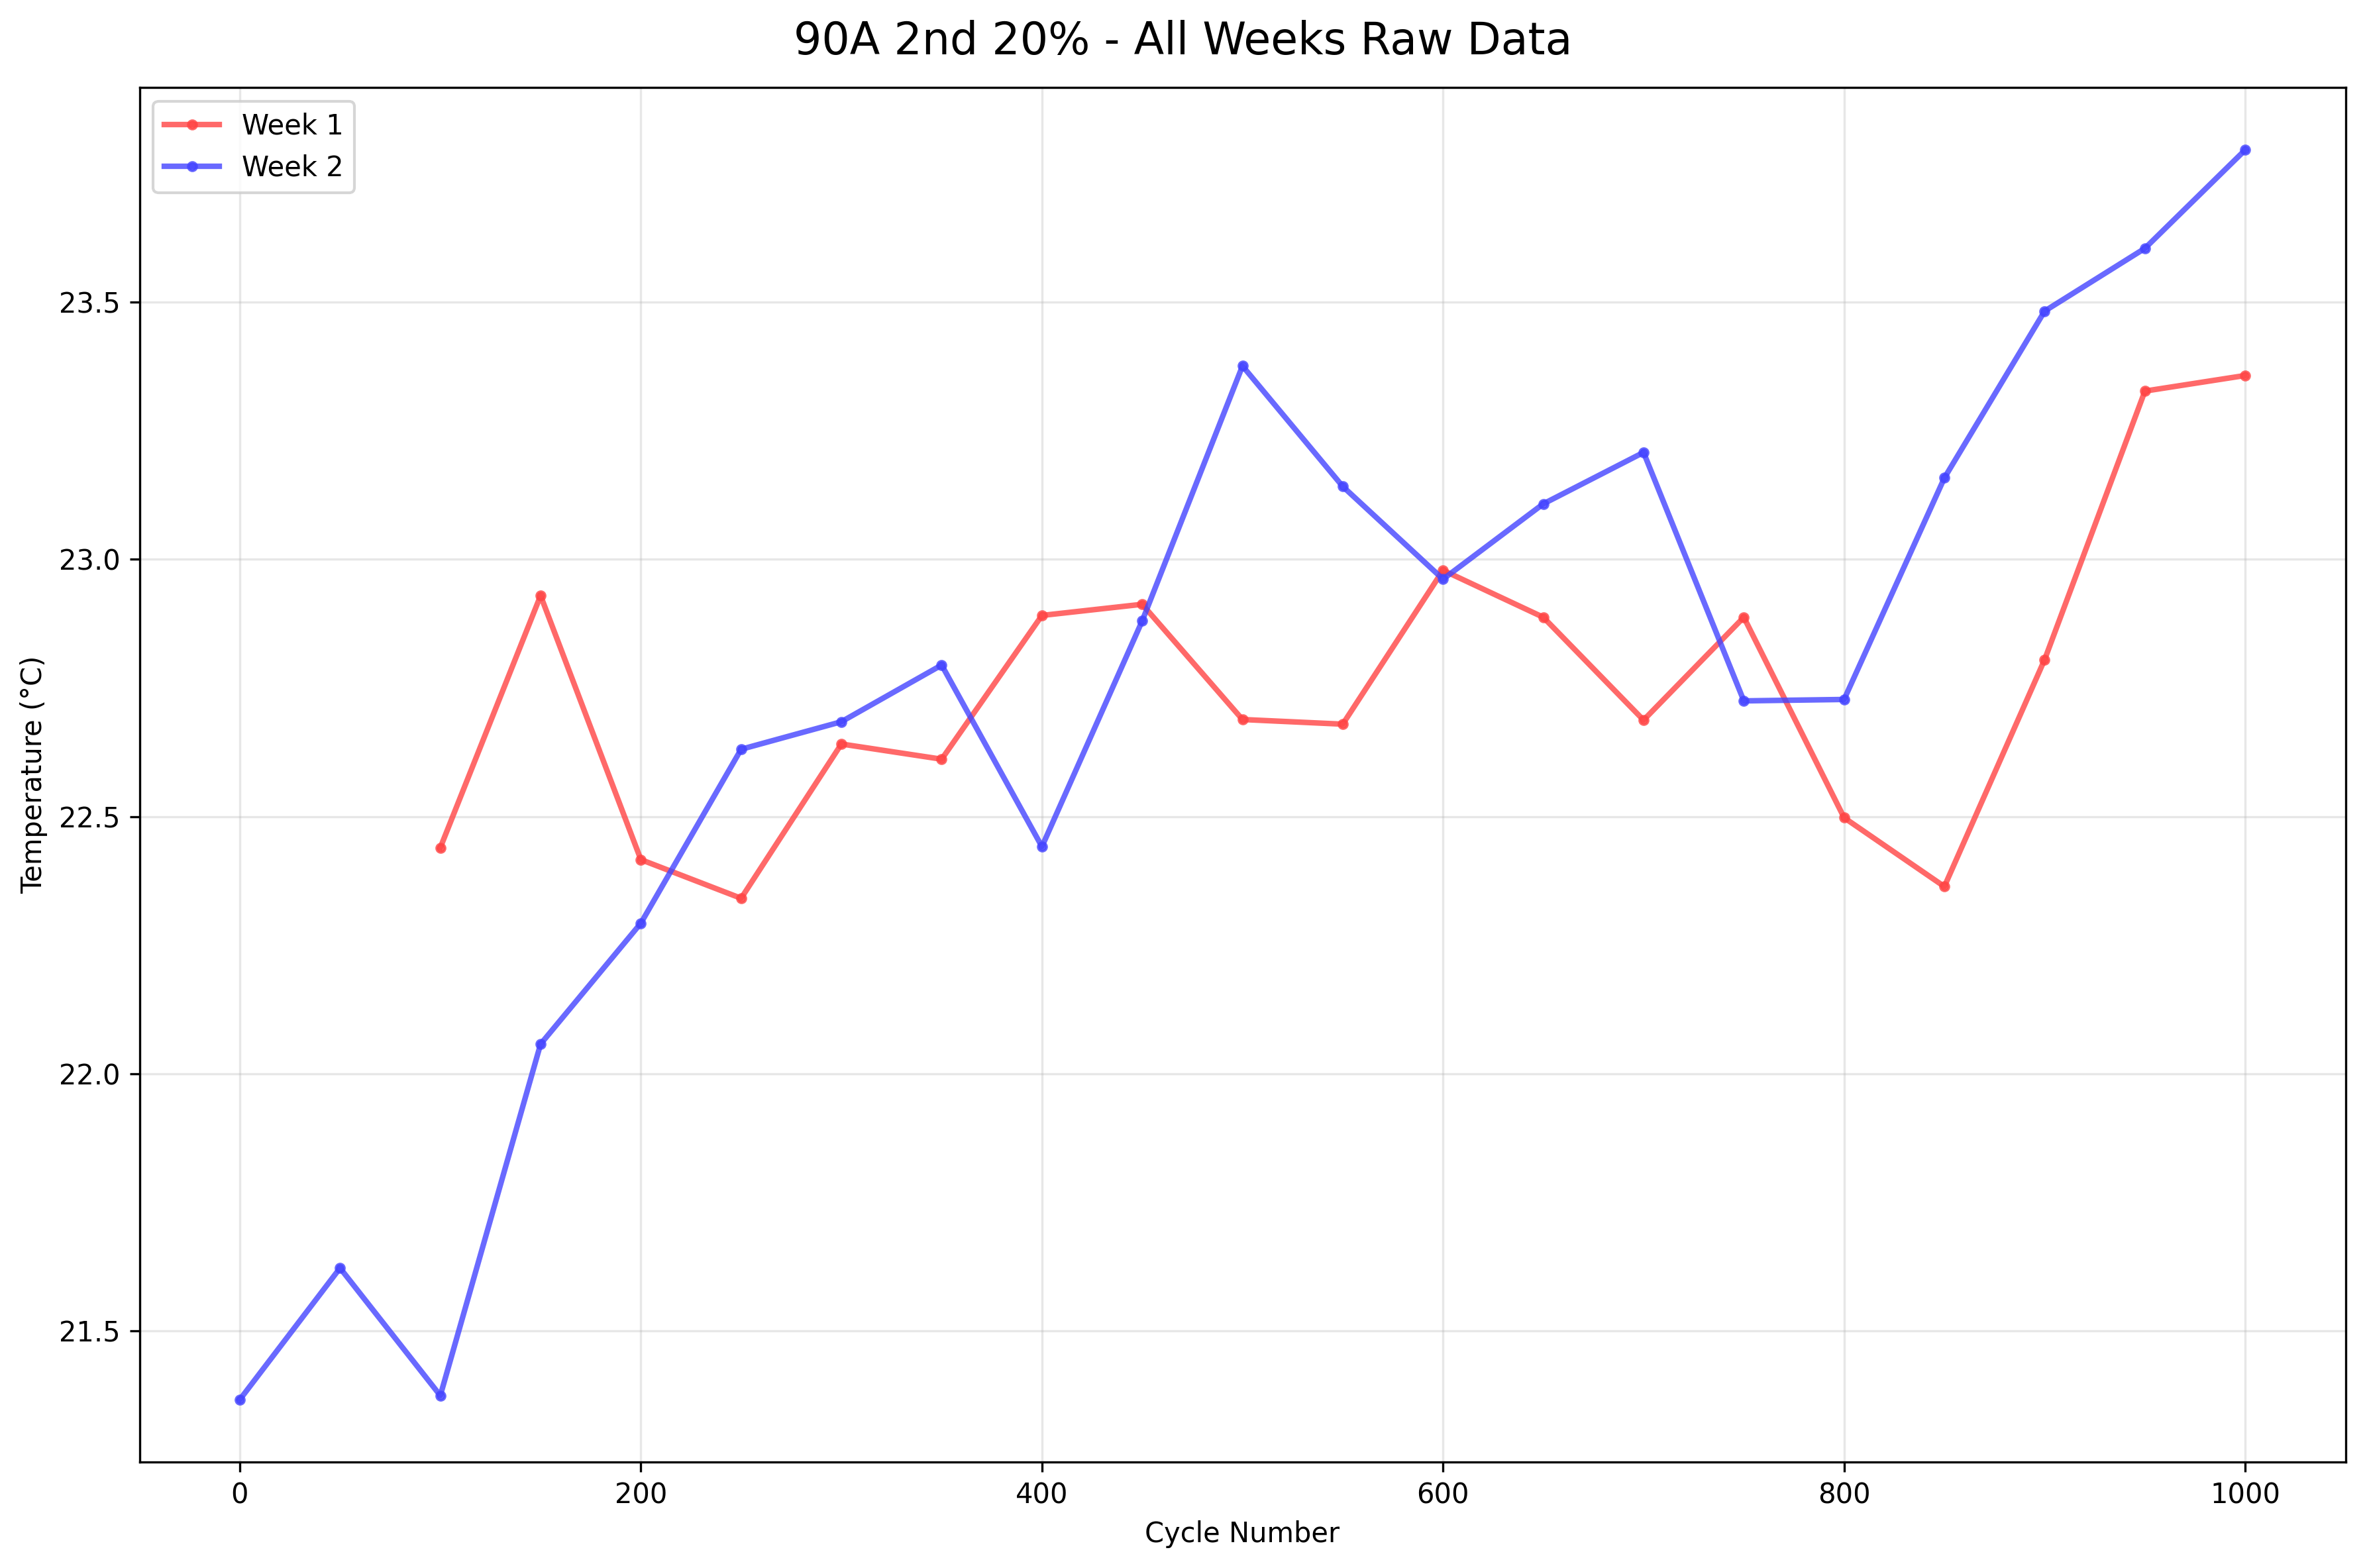 90A 2nd 20% - All Weeks Raw Data
Week 1
Week 2
Temperature (°C)
23.5
23.0
22.5
22.0
21.5
0
200
400
600
800
1000
Cycle Number